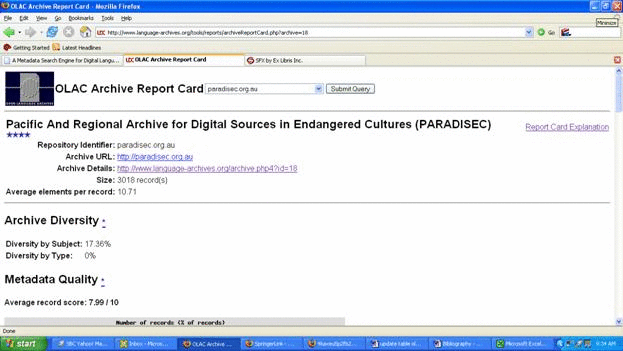 OLAC Archive Report Card - Mozilla Firefox
File Edit View Go Bookmarks Tools Help
Minimize
http://www.language-archives.org/tools/reports/archiveReportCard.php?archive=18
Go
Getting Started Latest Headlines
A Metadata Search Engine for Digital Langu... OLAC Archive Report Card SFX by Ex Libris Inc.
OLAC Archive Report Card paradisec.org.au Submit Query
Pacific And Regional Archive for Digital Sources in Endangered Cultures (PARADISEC)
★★★★
Report Card Explanation
Repository Identifier: paradisec.org.au
Archive URL: http://paradisec.org.au
Archive Details: http://www.language-archives.org/archive.php4?id=18
Size: 3018 record(s)
Average elements per record: 10.71
Archive Diversity *
Diversity by Subject: 17.36%
Diversity by Type: 0%
Metadata Quality *
Average record score: 7.99 / 10
Number of records (% of records)
Done
start SBC Yahoo! Ma... Inbox - Micros... OLAC Archive ... SpringerLink - ... update table ol... Bibliography - ... Microsoft Excel...